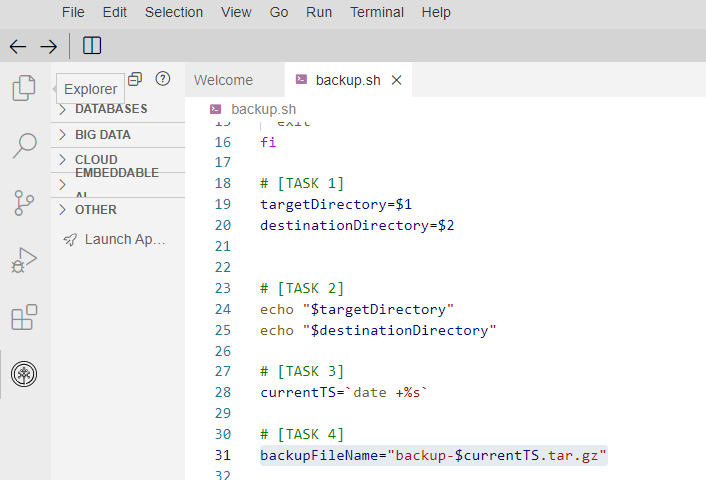 File Edit Selection View Go Run Terminal Help
Explorer
DATABASES
BIG DATA
CLOUD
EMBEDDABLE
AI
OTHER
Launch Ap...
Welcome
backup.sh
backup.sh
15 exit
16 fi
17
18 # [TASK 1]
19 targetDirectory=$1
20 destinationDirectory=$2
21
22
23 # [TASK 2]
24 echo "$targetDirectory"
25 echo "$destinationDirectory"
26
27 # [TASK 3]
28 currentTS=`date +%s`
29
30 # [TASK 4]
31 backupFileName="backup-$currentTS.tar.gz"
32